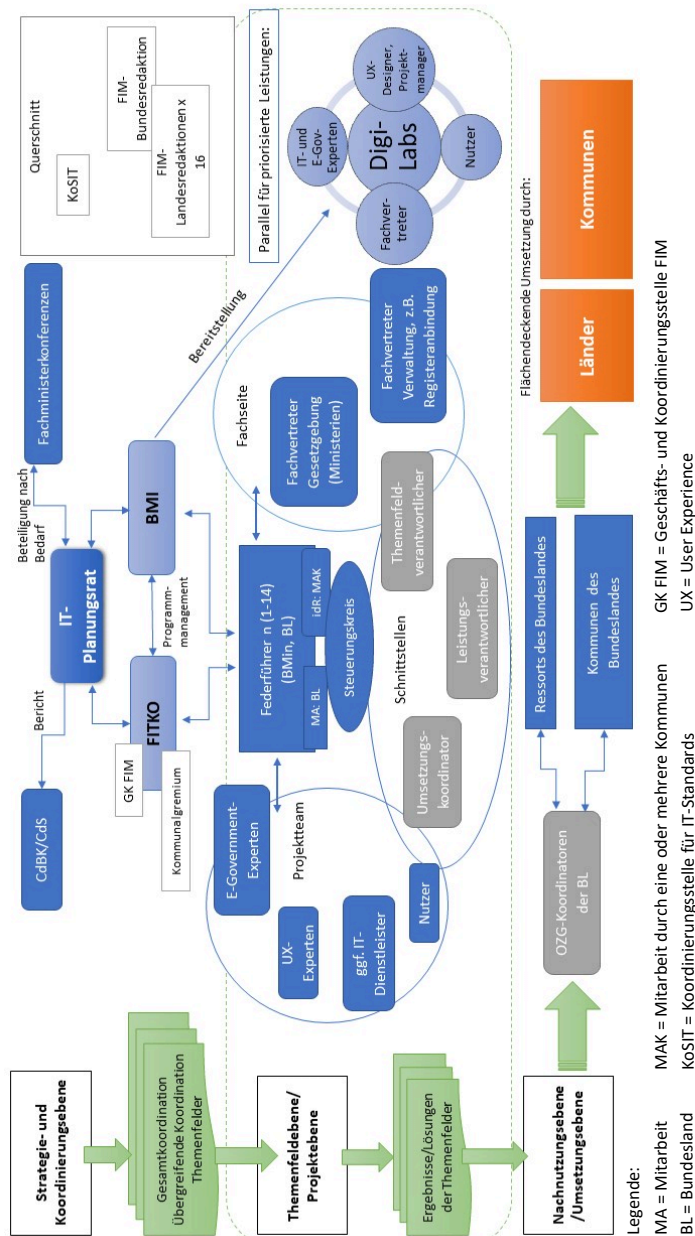 Strategie- und
Koordinierungsebene
Gesamtkoordination
Übergreifende Koordination
Themenfelder
Themenfeldebene/
Projektebene
Ergebnisse/Lösungen
der Themenfelder
Nachnutzungsebene
/Umsetzungsebene
CdBK/CdS
Bericht
IT-
Planungsrat
Beteiligung nach
Bedarf
Fachministerkonferenzen
GK FIM
FITKO
Kommunalgremium
Programm-
management
BMI
Bereitstellung
Querschnitt
KoSIT
FIM-
Bundesredaktion
FIM-
Landesredaktionen x
16
E-Government-
Experten
Projektteam
UX-
Experten
ggf. IT-
Dienstleister
Nutzer
Federführer n (1-14)
(BMin, BL)
MA: BL
idR: MAK
Steuerungskreis
Schnittstellen
Umsetzungs-
koordinator
Leistungs-
verantwortlicher
Themenfeld-
verantwortlicher
Fachseite
Fachvertreter
Gesetzgebung
(Ministerien)
Fachvertreter
Verwaltung, z.B.
Registeranbindung
Parallel für priorisierte Leistungen:
IT- und
E-Gov-
Experten
UX-
Designer,
Projekt-
manager
Digi-
Labs
Fachver-
treter
Nutzer
OZG-Koordinatoren
der BL
Ressorts des Bundeslandes
Kommunen des
Bundeslandes
Flächendeckende Umsetzung durch:
Länder
Kommunen
Legende:
MA = Mitarbeit
BL = Bundesland
MAK = Mitarbeit durch eine oder mehrere Kommunen
KoSIT = Koordinierungsstelle für IT-Standards
GK FIM = Geschäfts- und Koordinierungsstelle FIM
UX = User Experience